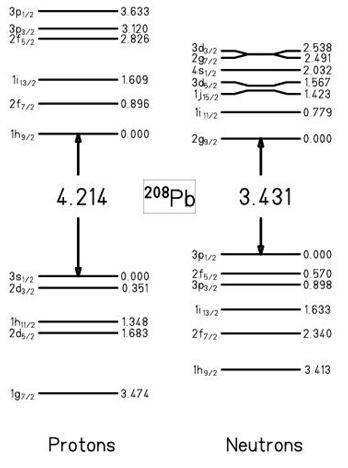 3p1/2 3.633
3p3/2 3.120
2f5/2 2.826
1i13/2 1.609
2f7/2 0.896
1h9/2 0.000
4.214
3s1/2 0.000
2d3/2 0.351
1h11/2 1.348
2d5/2 1.683
1g7/2 3.474
Protons
208Pb
3d3/2 2.538
2g7/2 2.491
4s1/2 2.032
3d5/2 1.567
1j15/2 1.423
1i11/2 0.779
2g9/2 0.000
3.431
3p1/2 0.000
2f5/2 0.570
3p3/2 0.898
1i13/2 1.633
2f7/2 2.340
1h9/2 3.413
Neutrons